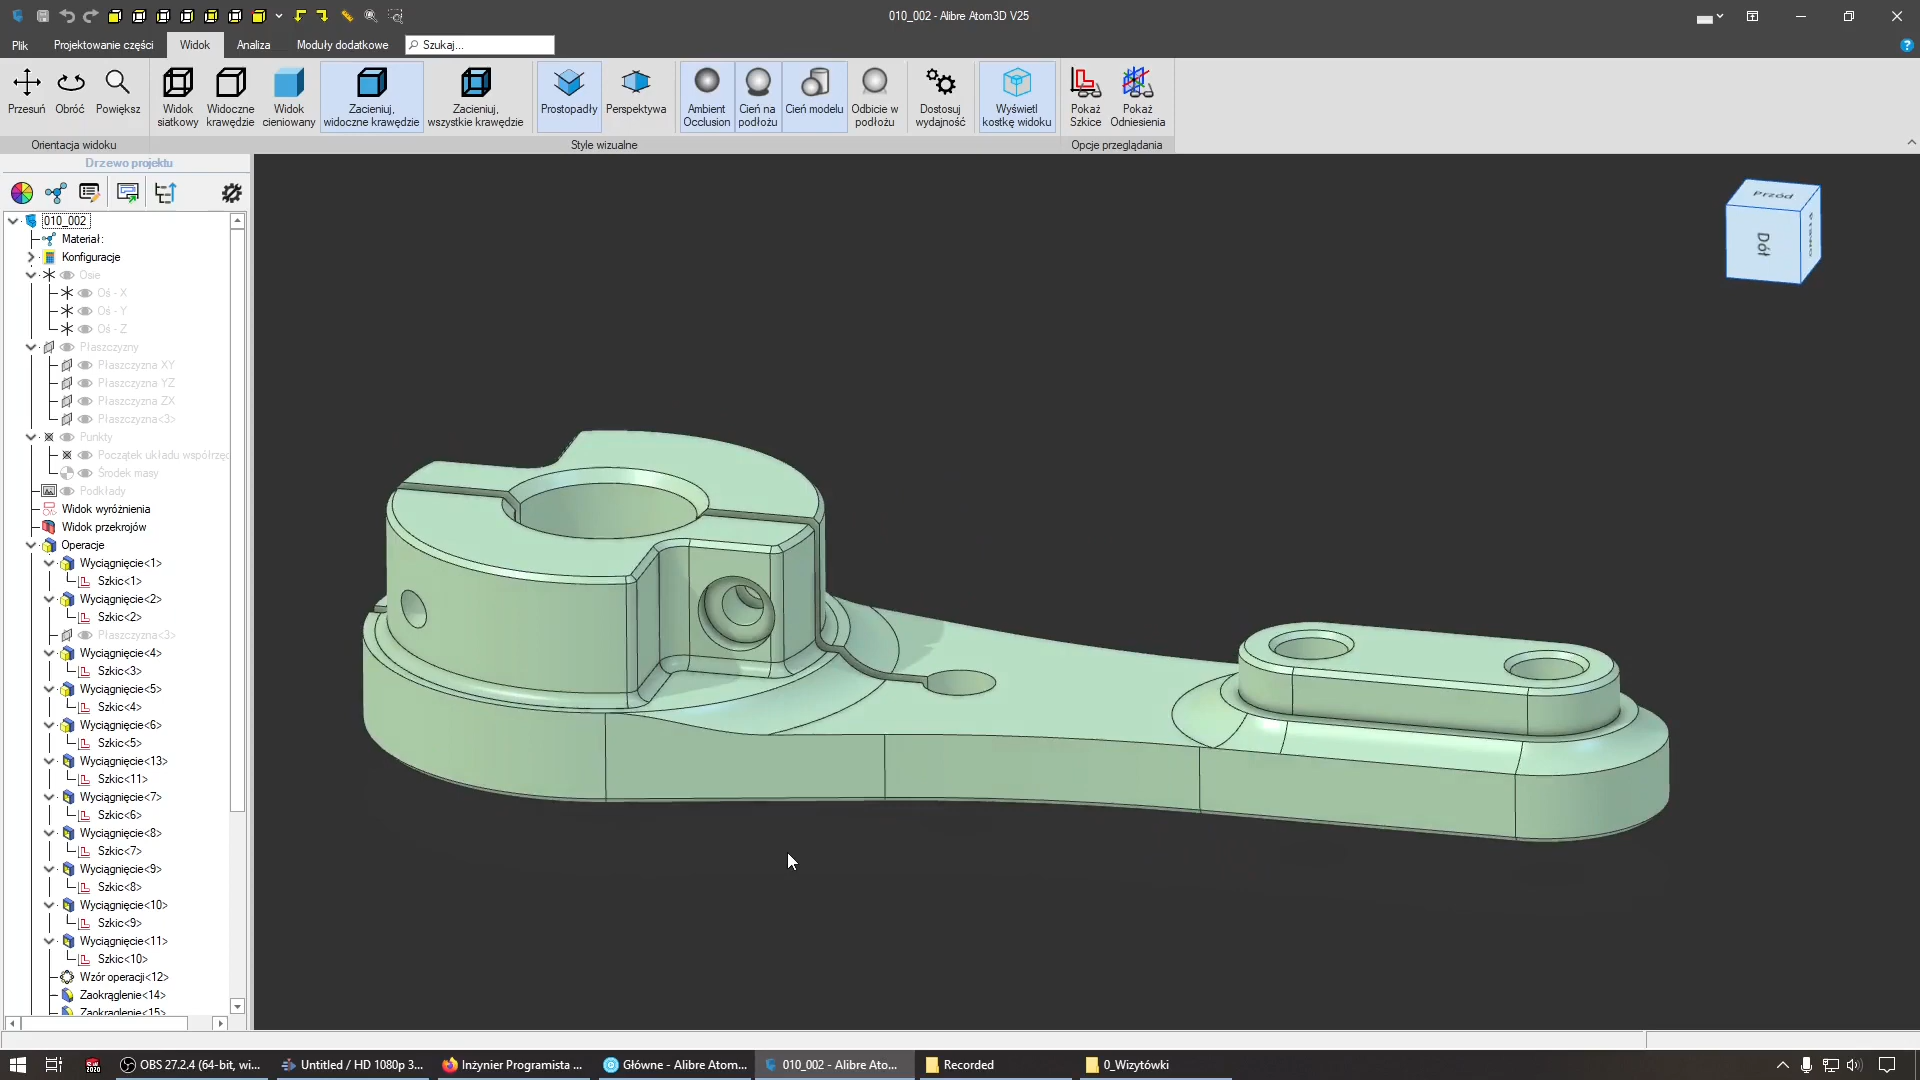 010_002 - Alibre Atom3D V25
Plik
Projektowanie części
Widok
Analiza
Moduły dodatkowe
Szukaj...
Przesuń
Obróć
Powiększ
Widok siatkowy
Widoczne krawędzie
Widok cieniowany
Zacieniuj, widoczne krawędzie
Zacieniuj, wszystkie krawędzie
Prostopadły
Perspektywa
Ambient Occlusion
Cień na podłożu
Cień modelu
Odbicie w podłożu
Dostosuj wydajność
Wyświetl kostkę widoku
Pokaż Szkice
Pokaż Odniesienia
Orientacja widoku
Style wizualne
Opcje przeglądania
Drzewo projektu
010_002
Materiał:
Konfiguracje
Osie
Oś - X
Oś - Y
Oś - Z
Płaszczyzny
Płaszczyzna XY
Płaszczyzna YZ
Płaszczyzna ZX
Płaszczyzna<3>
Punkty
Początek układu współrzęd
Środek masy
Podkłady
Widok wyróżnienia
Widok przekrojów
Operacje
Wyciągnięcie<1>
Szkic<1>
Wyciągnięcie<2>
Szkic<2>
Płaszczyzna<3>
Wyciągnięcie<4>
Szkic<3>
Wyciągnięcie<5>
Szkic<4>
Wyciągnięcie<6>
Szkic<5>
Wyciągnięcie<13>
Szkic<11>
Wyciągnięcie<7>
Szkic<6>
Wyciągnięcie<8>
Szkic<7>
Wyciągnięcie<9>
Szkic<8>
Wyciągnięcie<10>
Szkic<9>
Wyciągnięcie<11>
Szkic<10>
Wzór operacji<12>
Zaokrąglenie<14>
Zaokrąglenie<15>
Przód
Dół
OBS 27.2.4 (64-bit, wi...
Untitled / HD 1080p 3...
Inżynier Programista ...
Główne - Alibre Atom...
010_002 - Alibre Ato...
Recorded
0_Wizytówki